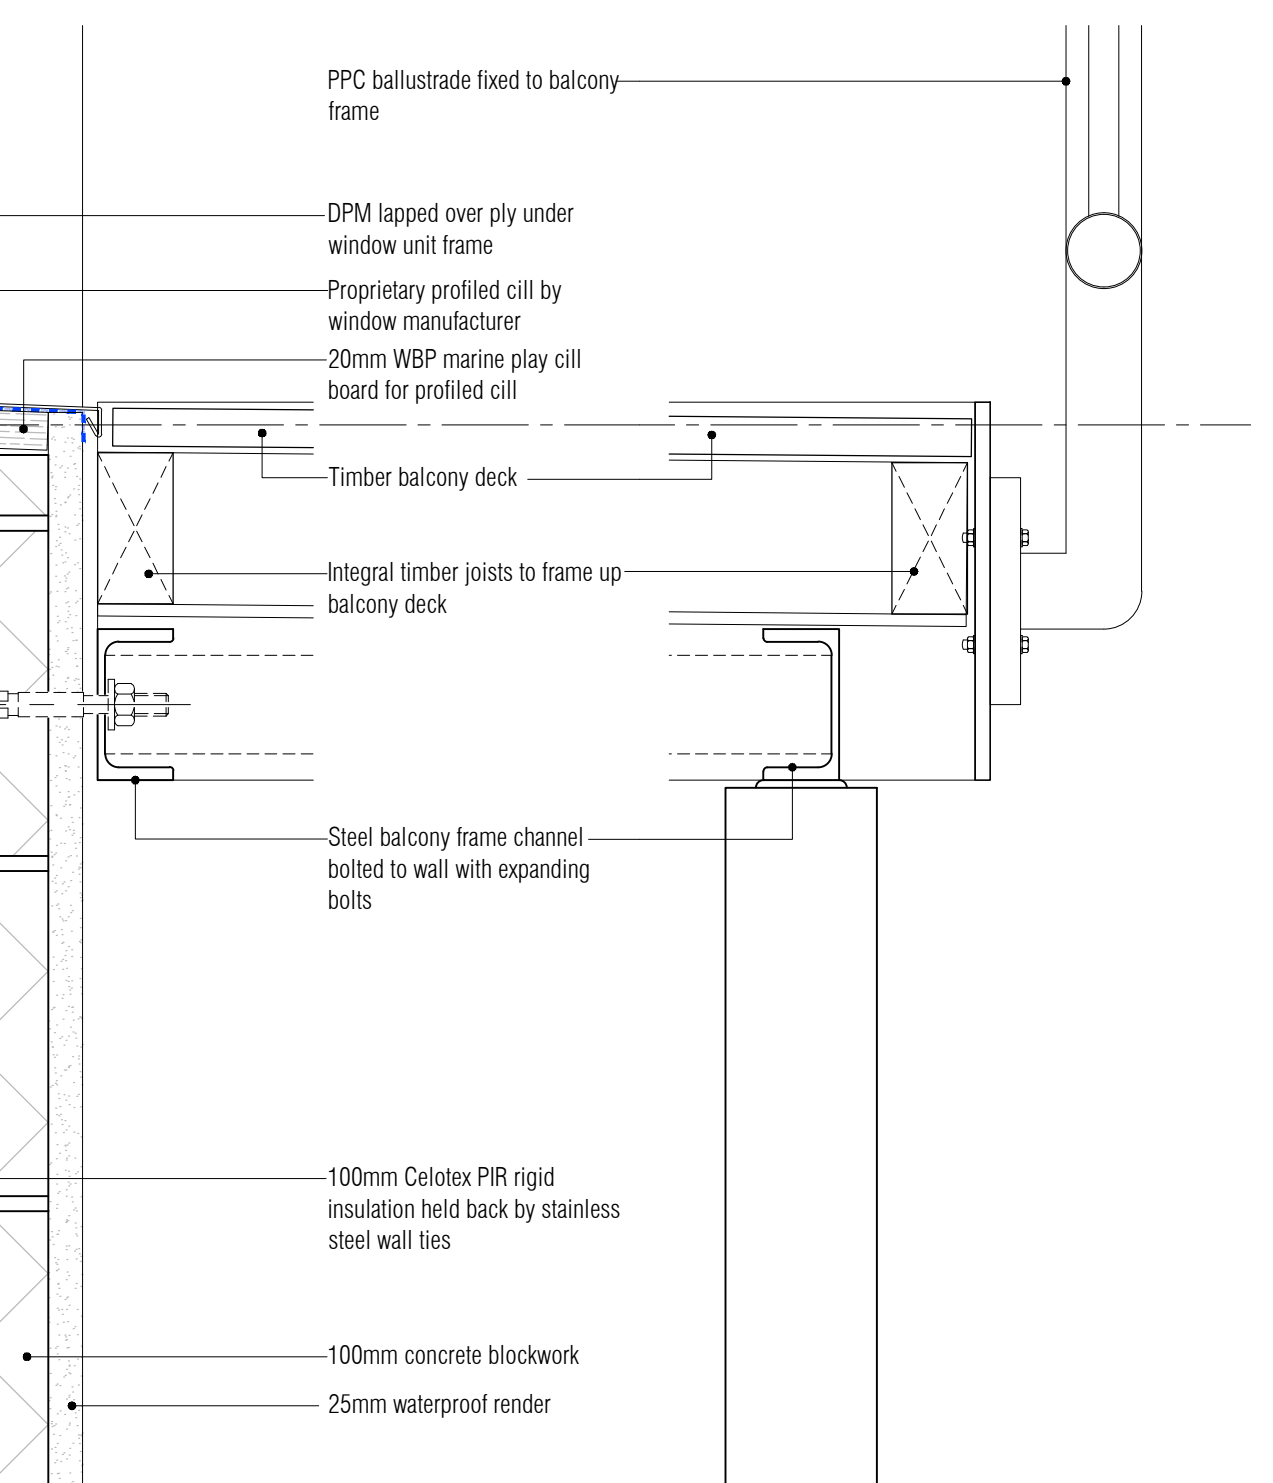 PPC ballustrade fixed to balcony
frame
DPM lapped over ply under
window unit frame
Proprietary profiled cill by
window manufacturer
20mm WBP marine play cill
board for profiled cill
Timber balcony deck
Integral timber joists to frame up
balcony deck
Steel balcony frame channel
bolted to wall with expanding
bolts
100mm Celotex PIR rigid
insulation held back by stainless
steel wall ties
100mm concrete blockwork
25mm waterproof render